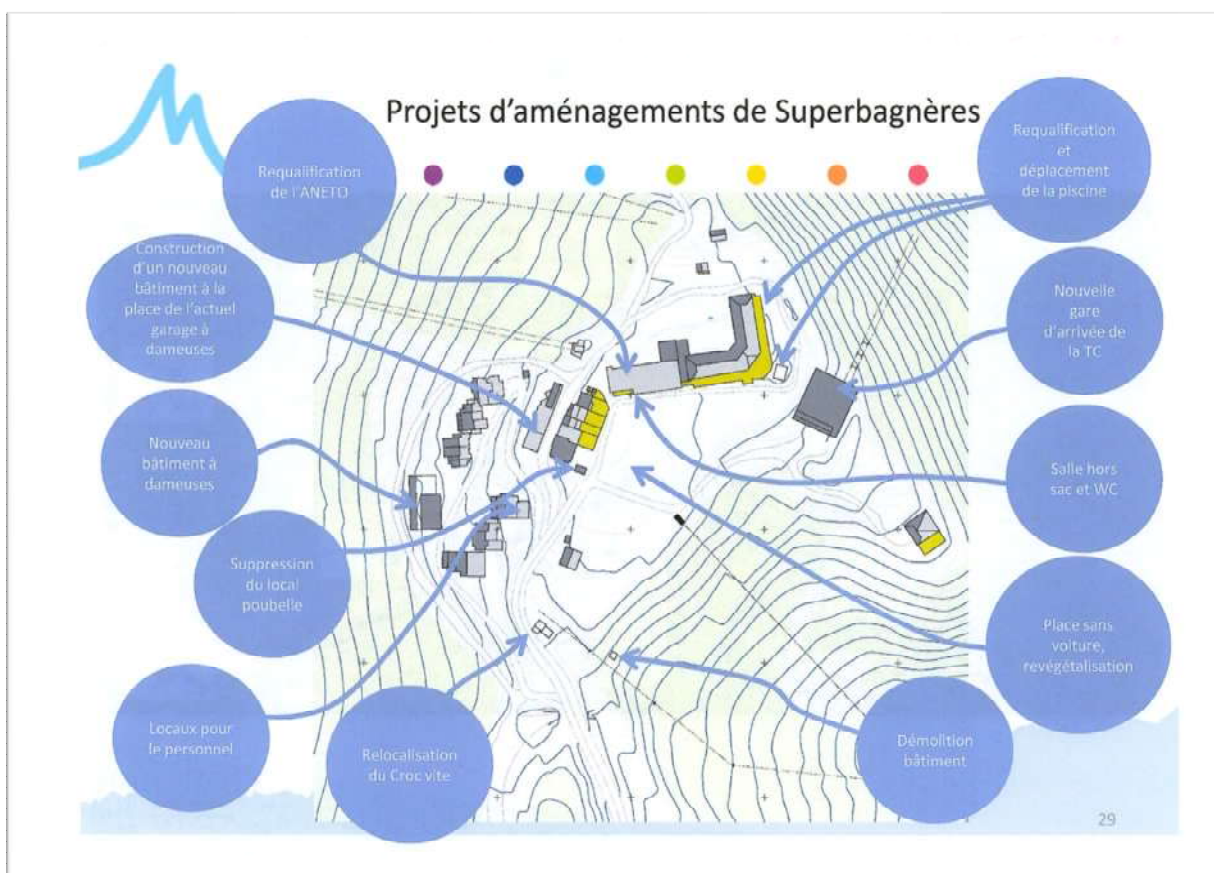 Projets d'aménagements de Superbagnères
Requalification
de l'ANETO
Construction
d'un nouveau
bâtiment à la
place de l'actuel
garage à
dameuses
Nouveau
bâtiment à
dameuses
Suppression
du local
poubelle
Locaux pour
le personnel
Relocalisation
du Croc vite
Requalification
et
déplacement
de la piscine
Nouvelle
gare
d'arrivée de
la TC
Salle hors
sac et WC
Place sans
voiture,
revégétalisation
Démolition
bâtiment
29